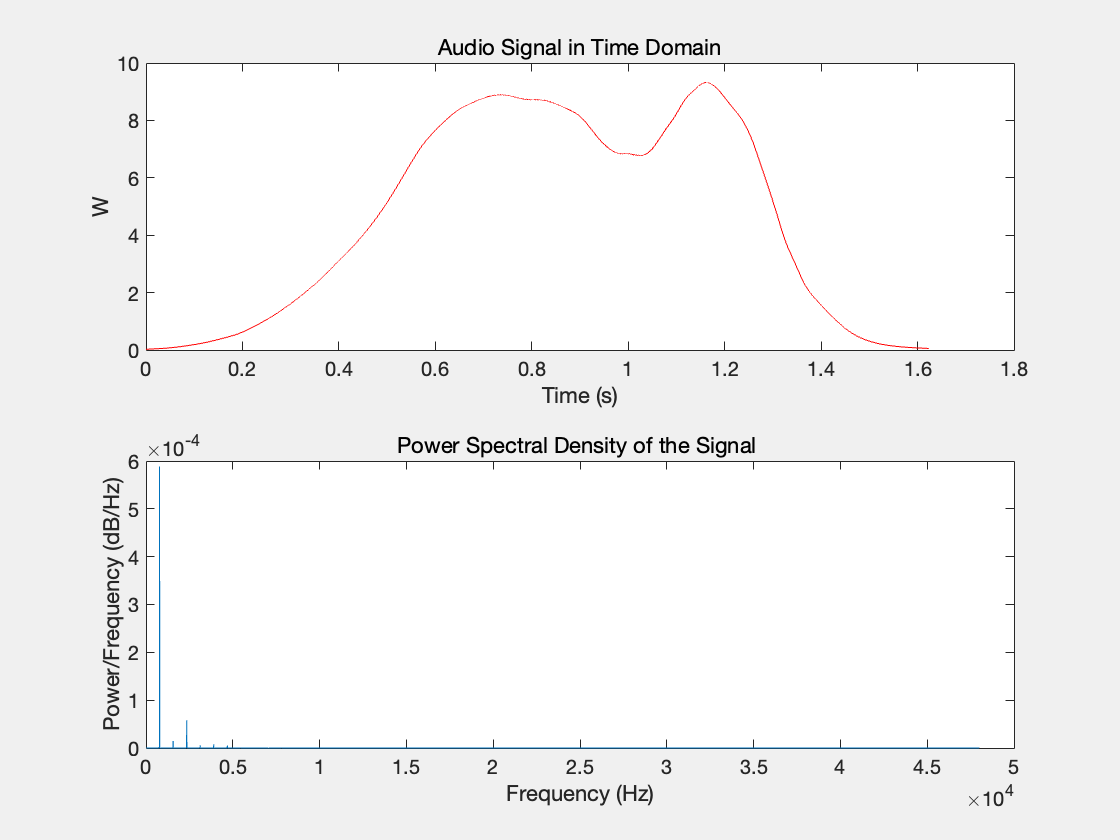 Audio Signal in Time Domain
10
8
6
4
2
0
W
0 0.2 0.4 0.6 0.8 1 1.2 1.4 1.6 1.8
Time (s)
Power Spectral Density of the Signal
×10-4
6
5
4
3
2
1
0
Power/Frequency (dB/Hz)
0 0.5 1 1.5 2 2.5 3 3.5 4 4.5 5
Frequency (Hz)
×104